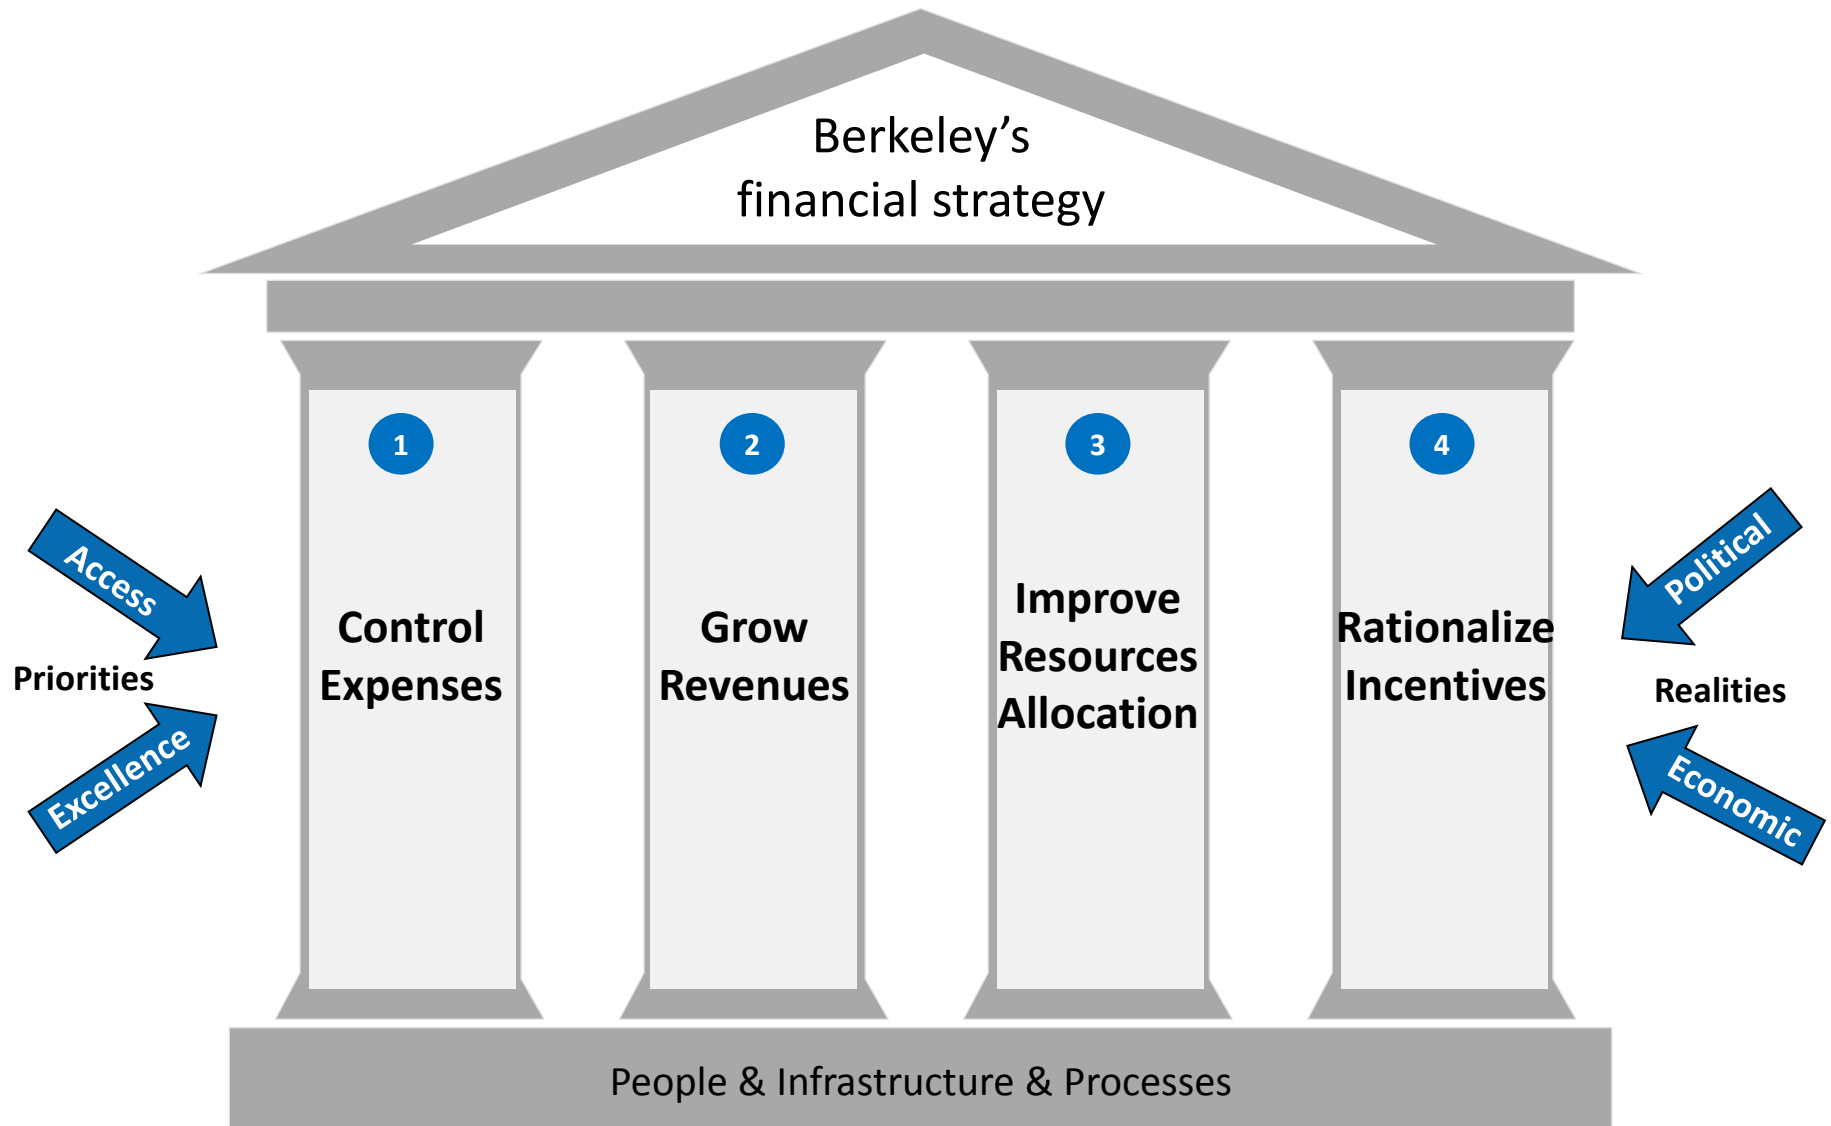 Berkeley’s
financial strategy
1
2
3
4
Control
Expenses
Grow
Revenues
Improve
Resources
Allocation
Rationalize
Incentives
Access
Priorities
Excellence
Political
Realities
Economic
People & Infrastructure & Processes